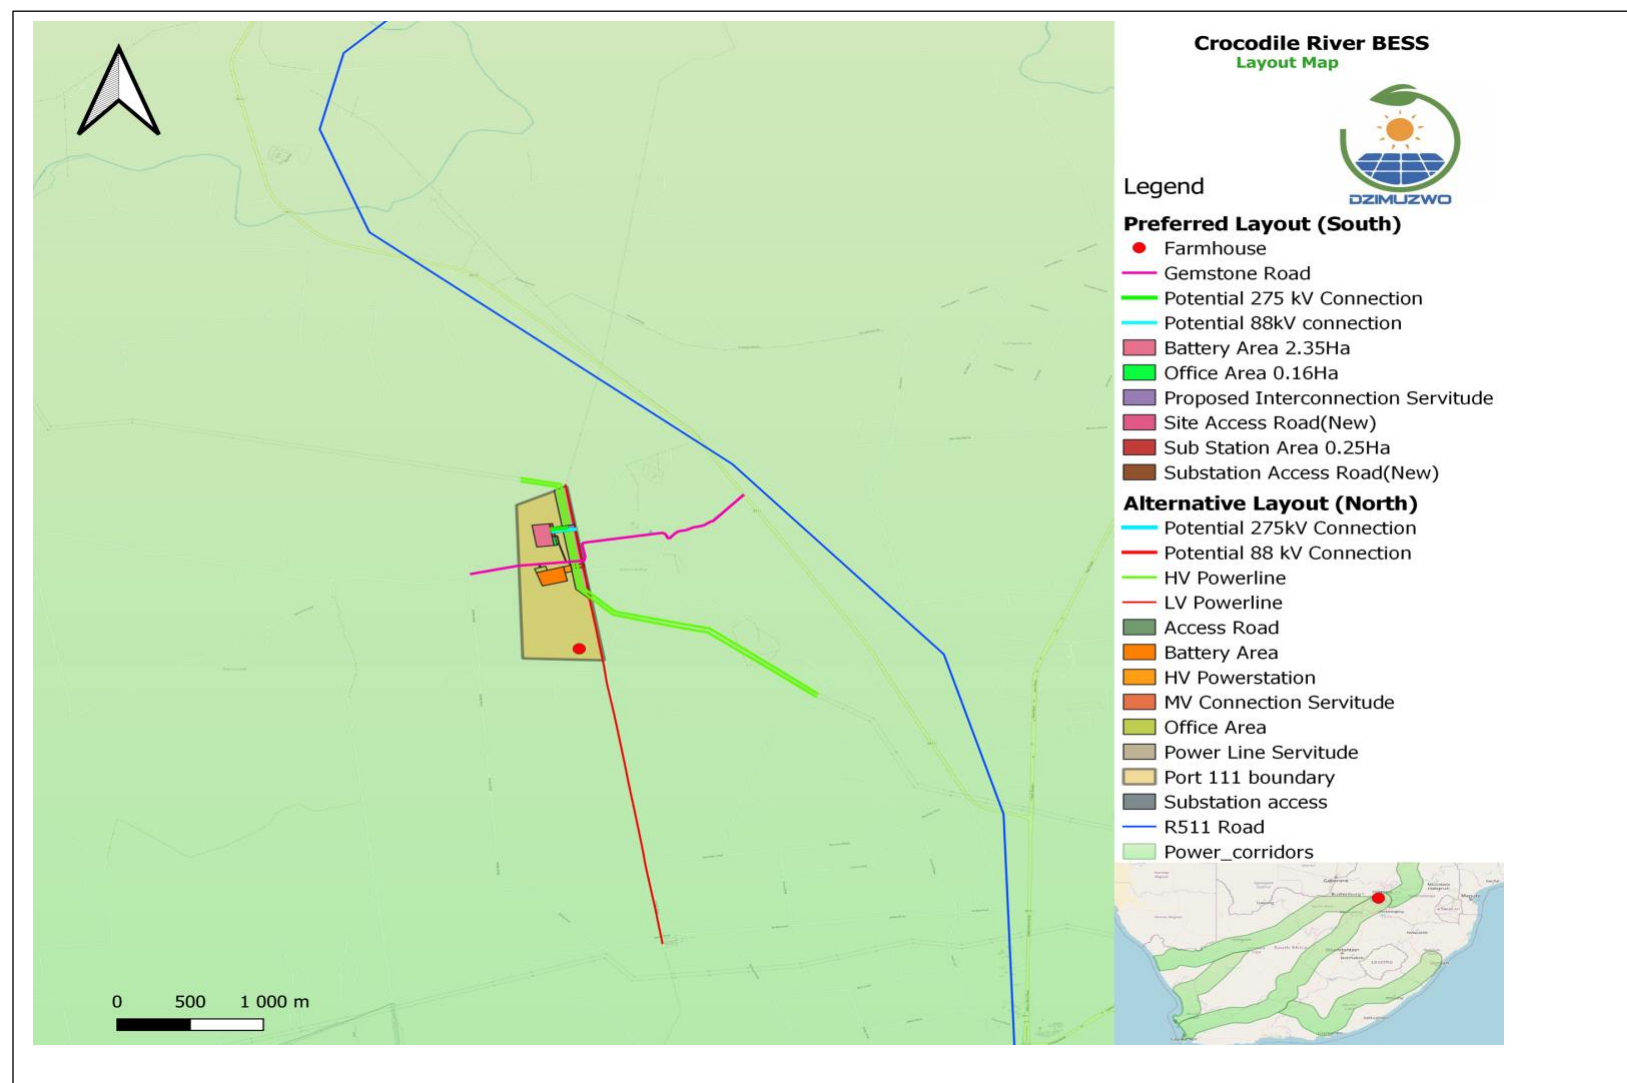 Crocodile River BESS
Layout Map
DZIMUZWO
Legend
Preferred Layout (South)
Farmhouse
Gemstone Road
Potential 275 kV Connection
Potential 88kV connection
Battery Area 2.35Ha
Office Area 0.16Ha
Proposed Interconnection Servitude
Site Access Road(New)
Sub Station Area 0.25Ha
Substation Access Road(New)
Alternative Layout (North)
Potential 275kV Connection
Potential 88 kV Connection
HV Powerline
LV Powerline
Access Road
Battery Area
HV Powerstation
MV Connection Servitude
Office Area
Power Line Servitude
Port 111 boundary
Substation access
R511 Road
Power_corridors
0 500 1 000 m